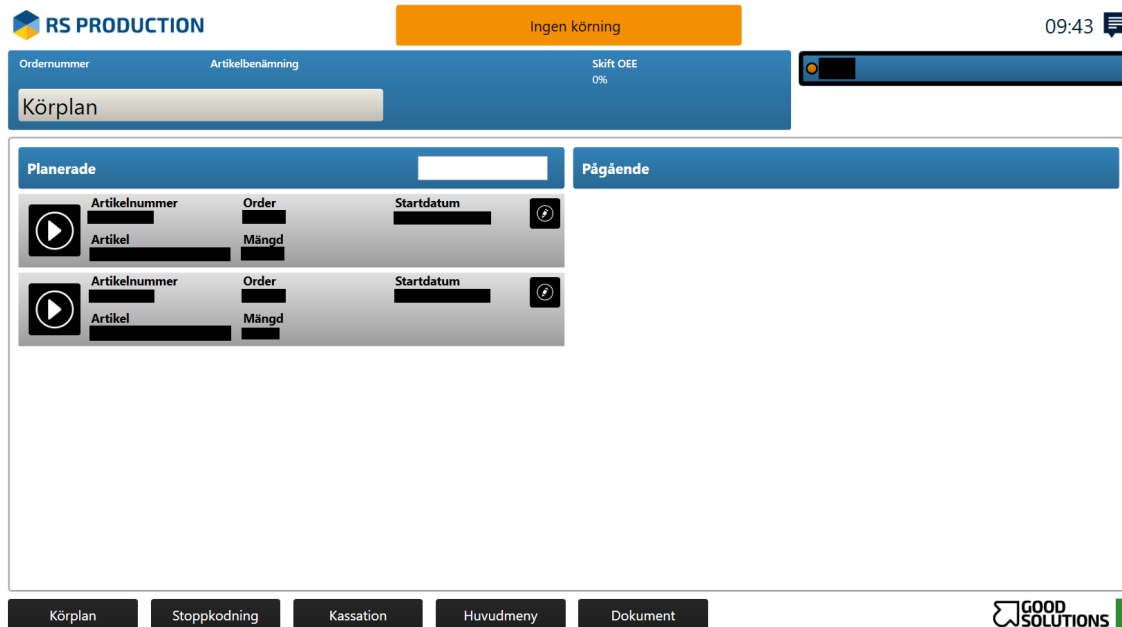 RS PRODUCTION
Ingen körning
09:43
Ordernummer
Artikelbenämning
Skift OEE
0%
Körplan
Planerade
Pågående
Artikelnummer
Order
Startdatum
Artikel
Mängd
Artikelnummer
Order
Startdatum
Artikel
Mängd
Körplan
Stoppkodning
Kassation
Huvudmeny
Dokument
GOOD
SOLUTIONS